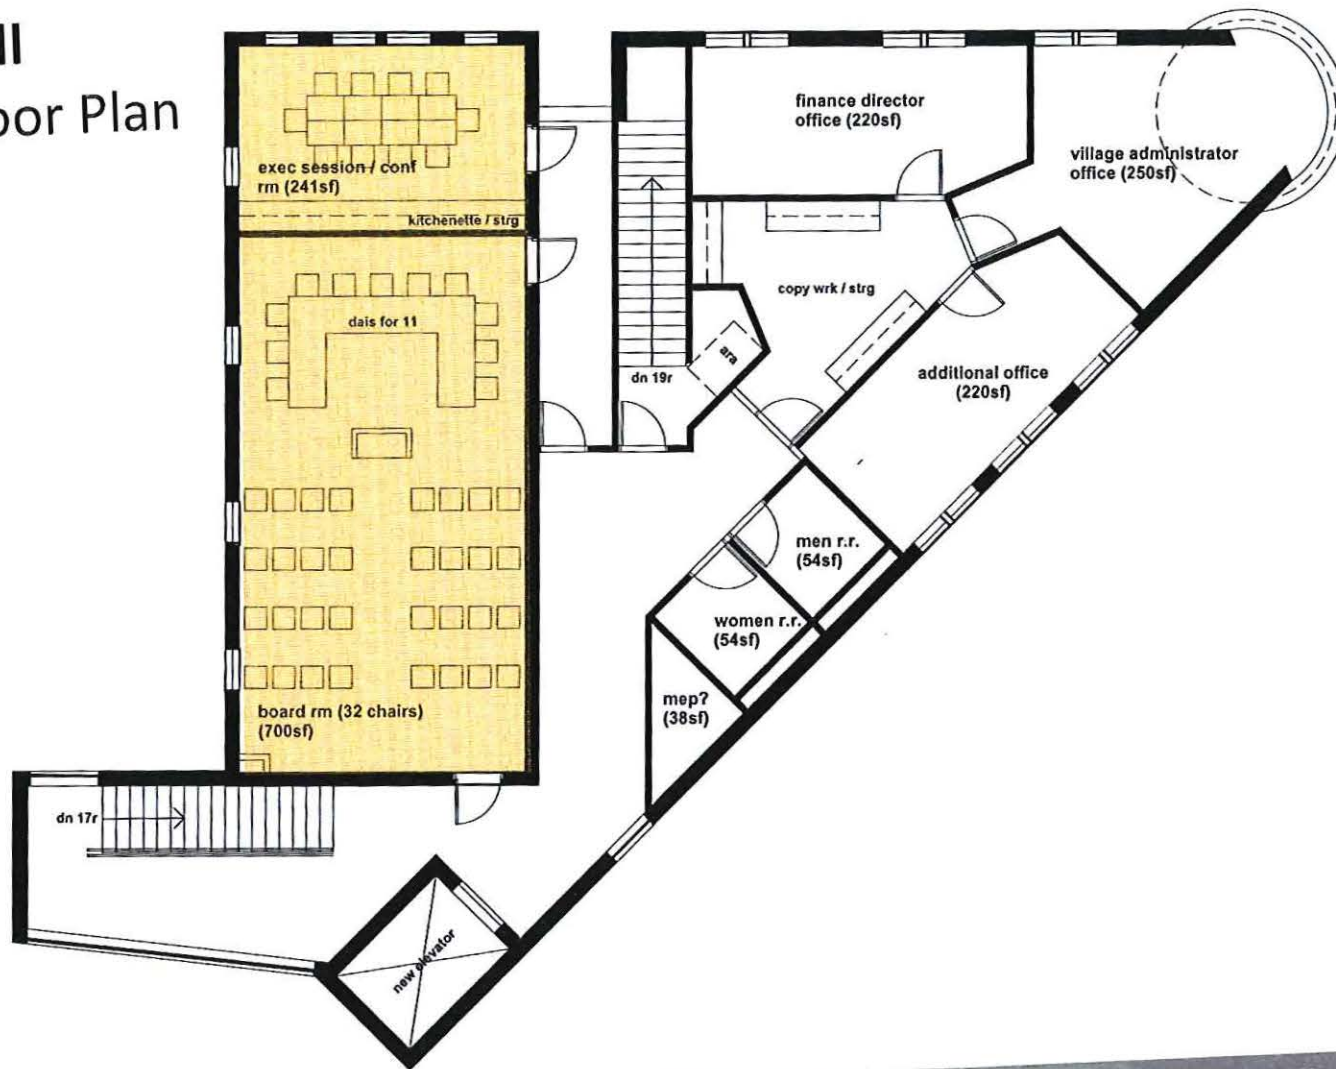 ll
oor Plan
exec session / conf
rm (241sf)
kitchenette / strg
dais for 11
board rm (32 chairs)
(700sf)
dn 17r
new elevator
dn 19r
ara
copy wrk / strg
finance director
office (220sf)
village administrator
office (250sf)
additional office
(220sf)
men r.r.
(54sf)
women r.r.
(54sf)
mep?
(38sf)